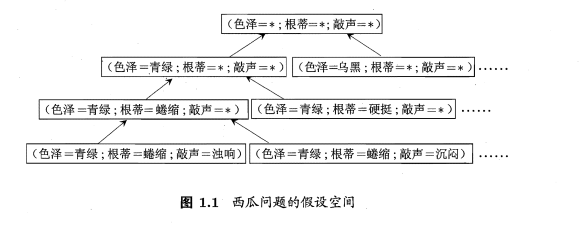 (色泽=*;根蒂=*;敲声=*)
(色泽=青绿;根蒂=*;敲声=*) (色泽=乌黑;根蒂=*;敲声=*) ……
(色泽=青绿;根蒂=蜷缩;敲声=*) (色泽=青绿;根蒂=硬挺;敲声=*) ……
(色泽=青绿;根蒂=蜷缩;敲声=浊响) (色泽=青绿;根蒂=蜷缩;敲声=沉闷) ……
图 1.1 西瓜问题的假设空间